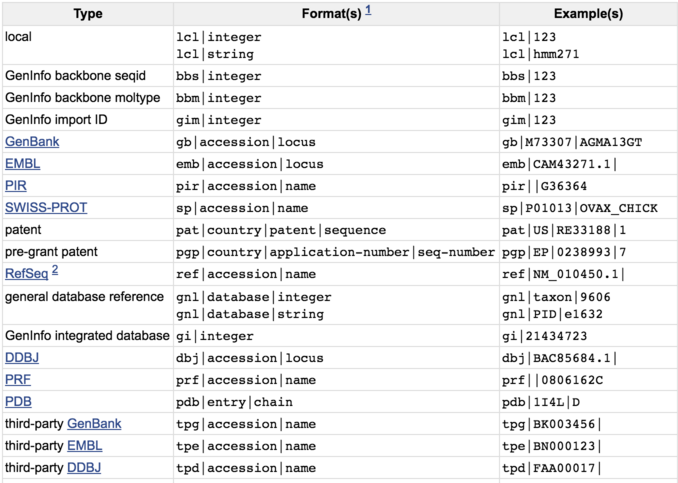 Type Format(s) 1 Example(s)
local lcl|integer lcl|123
lcl|string lcl|hmm271
GenInfo backbone seqid bbs|integer bbs|123
GenInfo backbone moltype bbm|integer bbm|123
GenInfo import ID gim|integer gim|123
GenBank gb|accession|locus gb|M73307|AGMA13GT
EMBL emb|accession|locus emb|CAM43271.1|
PIR pir|accession|name pir||G36364
SWISS-PROT sp|accession|name sp|P01013|OVAX_CHICK
patent pat|country|patent|sequence pat|US|RE33188|1
pre-grant patent pgp|country|application-number|seq-number pgp|EP|0238993|7
RefSeq 2 ref|accession|name ref|NM_010450.1|
general database reference gnl|database|integer gnl|taxon|9606
gnl|database|string gnl|PID|e1632
GenInfo integrated database gi|integer gi|21434723
DDBJ dbj|accession|locus dbj|BAC85684.1|
PRF prf|accession|name prf||0806162C
PDB pdb|entry|chain pdb|1I4L|D
third-party GenBank tpg|accession|name tpg|BK003456|
third-party EMBL tpe|accession|name tpe|BN000123|
third-party DDBJ tpd|accession|name tpd|FAA00017|